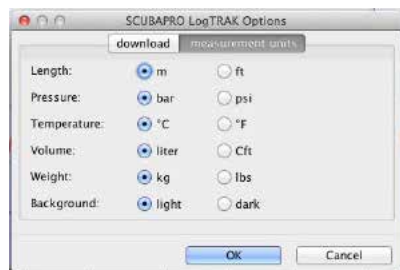 SCUBAPRO LogTRAK Options
download measurement units
Length: m ft
Pressure: bar psi
Temperature: °C °F
Volume: liter Cft
Weight: kg lbs
Background: light dark
OK Cancel